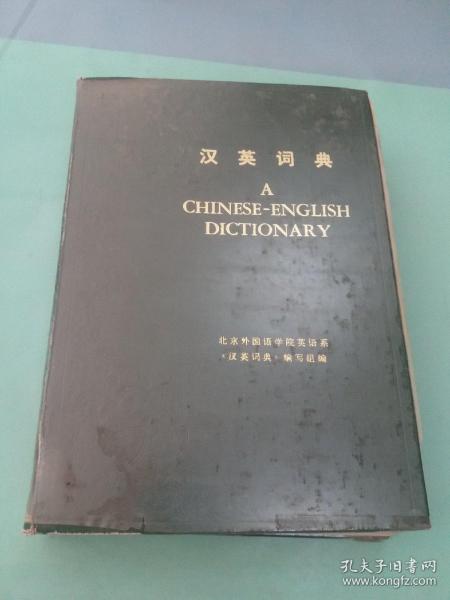 汉英词典
A
CHINESE-ENGLISH
DICTIONARY
北京外国语学院英语系
《汉英词典》编写组编
孔夫子旧书网
www.kongfz.com